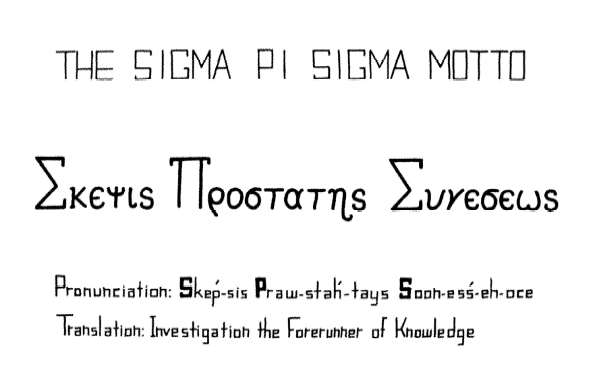 THE SIGMA PI SIGMA MOTTO
Σκεψις Προστατης Συνεσεως
Pronunciation: Skeṕ-sis Praw-stah́-tays Soon-esś-eh-oce
Translation: Investigation the Forerunner of Knowledge